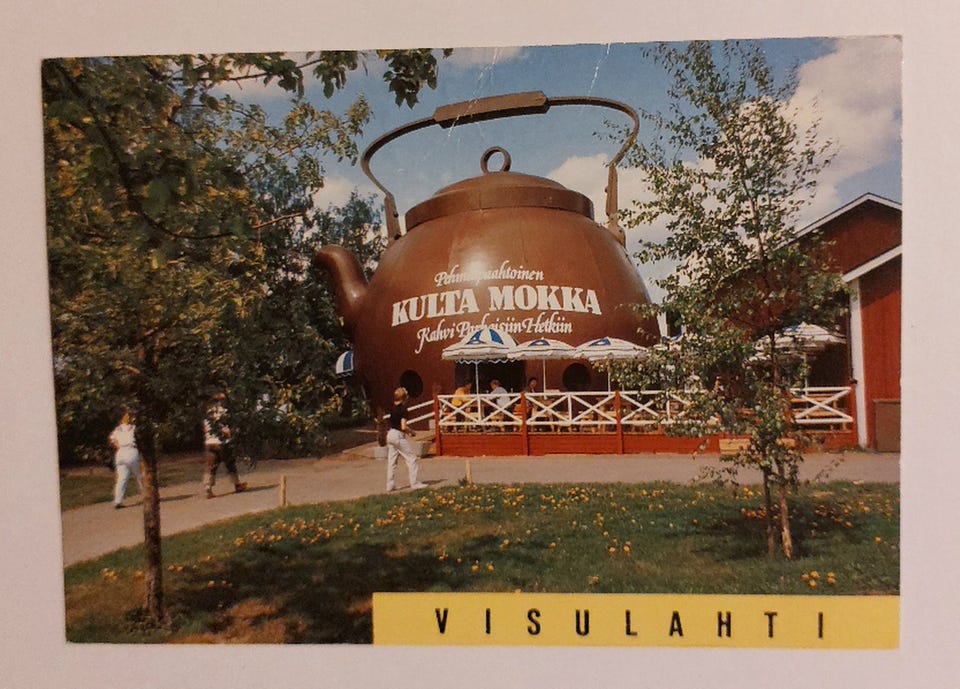 Pehmeäpaahtoinen
KULTA MOKKA
Kahvi Parhaisiin Hetkiin
VISULAHTI